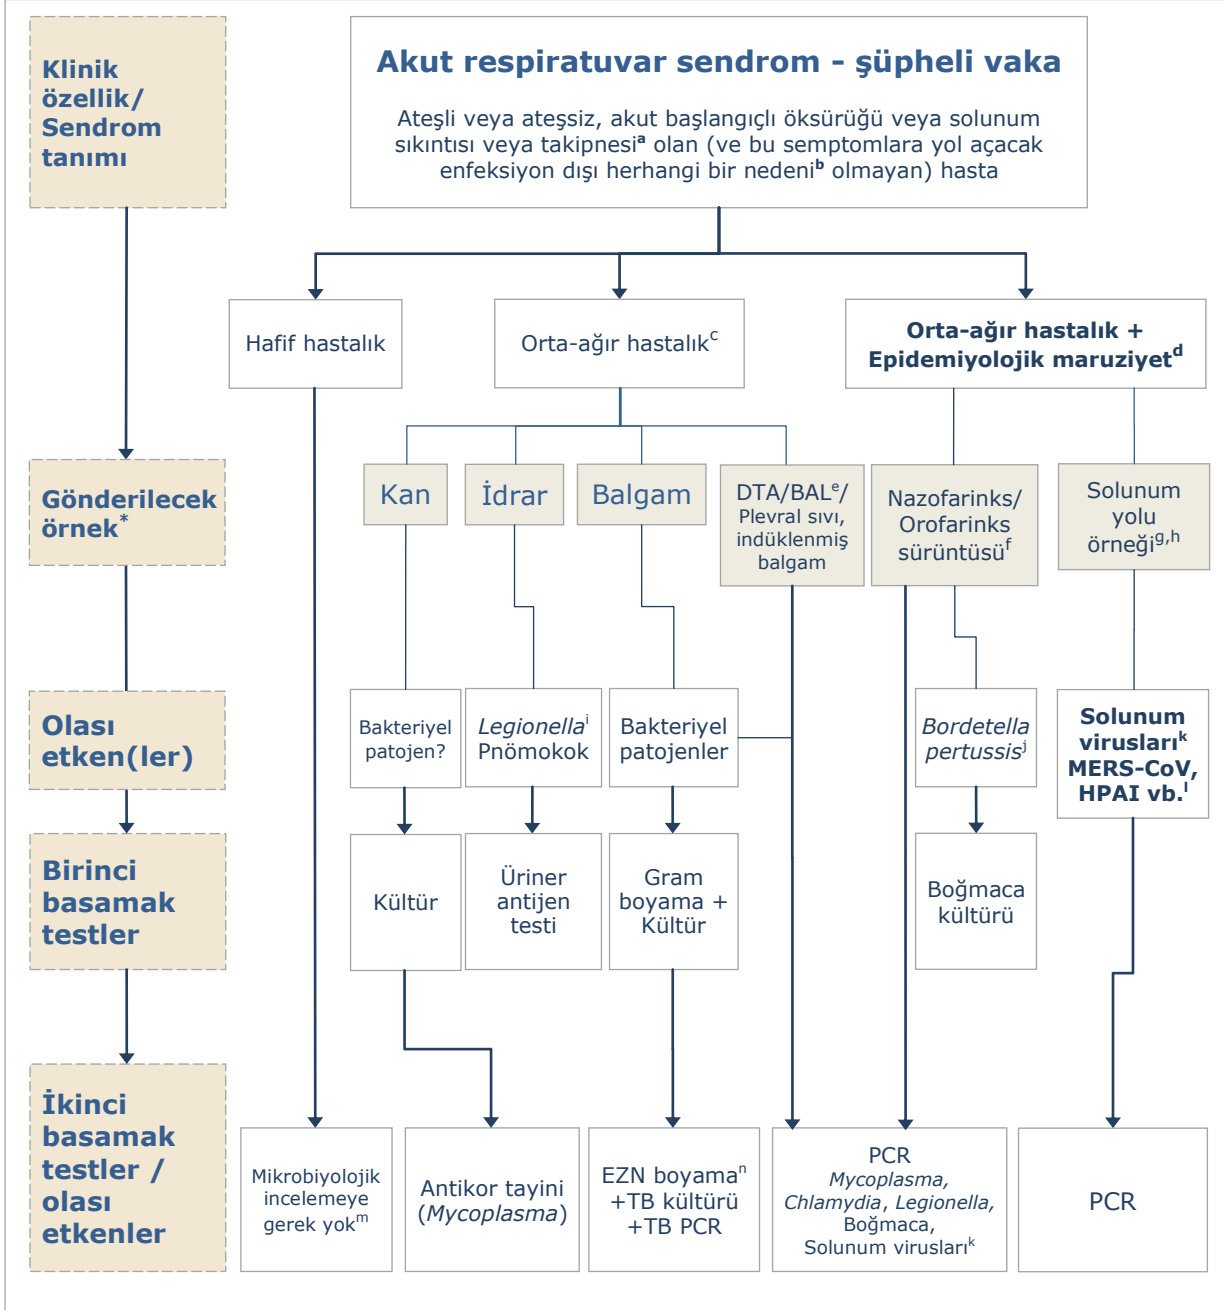 Klinik
özellik/
Sendrom
tanımı
Akut respiratuvar sendrom - şüpheli vaka
Ateşli veya ateşsiz, akut başlangıçlı öksürüğü veya solunum
sıkıntısı veya takipnesiᵃ olan (ve bu semptomlara yol açacak
enfeksiyon dışı herhangi bir nedeniᵇ olmayan) hasta
Hafif hastalık
Orta-ağır hastalıkᶜ
Orta-ağır hastalık +
Epidemiyolojik maruziyetᵈ
Gönderilecek
örnek*
Kan
İdrar
Balgam
DTA/BALᵉ/
Plevral sıvı,
indüklenmiş
balgam
Nazofarinks/
Orofarinks
sürüntüsüᶠ
Solunum
yolu
örneğiᵍ,ʰ
Olası
etken(ler)
Bakteriyel
patojen?
Legionellaⁱ
Pnömokok
Bakteriyel
patojenler
Bordetella
pertussisʲ
Solunum
viruslarıᵏ
MERS-CoV,
HPAI vb.ˡ
Birinci
basamak
testler
Kültür
Üriner
antijen
testi
Gram
boyama +
Kültür
Boğmaca
kültürü
İkinci
basamak
testler /
olası
etkenler
Mikrobiyolojik
incelemeye
gerek yokᵐ
Antikor tayini
(Mycoplasma)
EZN boyamaⁿ
+TB kültürü
+TB PCR
PCR
Mycoplasma,
Chlamydia, Legionella,
Boğmaca,
Solunum viruslarıᵏ
PCR